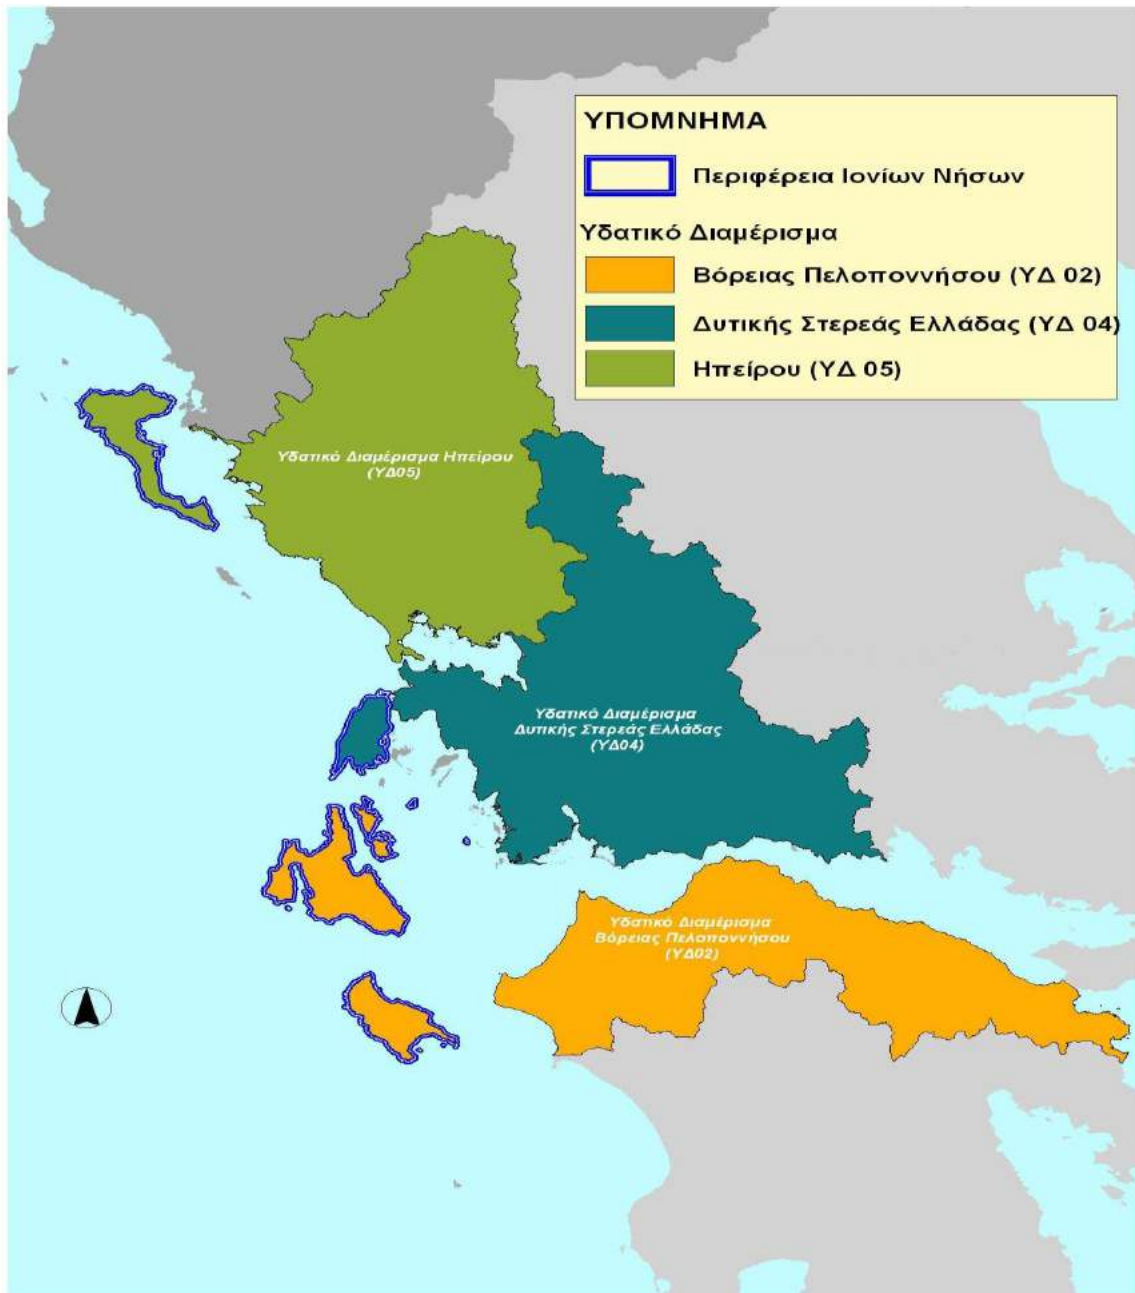 ΥΠΟΜΝΗΜΑ
Περιφέρεια Ιονίων Νήσων
Υδατικό Διαμέρισμα
Βόρειας Πελοποννήσου (ΥΔ 02)
Δυτικής Στερεάς Ελλάδας (ΥΔ 04)
Ηπείρου (ΥΔ 05)
Υδατικό Διαμέρισμα Ηπείρου
(ΥΔ05)
Υδατικό Διαμέρισμα
Δυτικής Στερεάς Ελλάδας
(ΥΔ04)
Υδατικό Διαμέρισμα
Βόρειας Πελοποννήσου
(ΥΔ02)